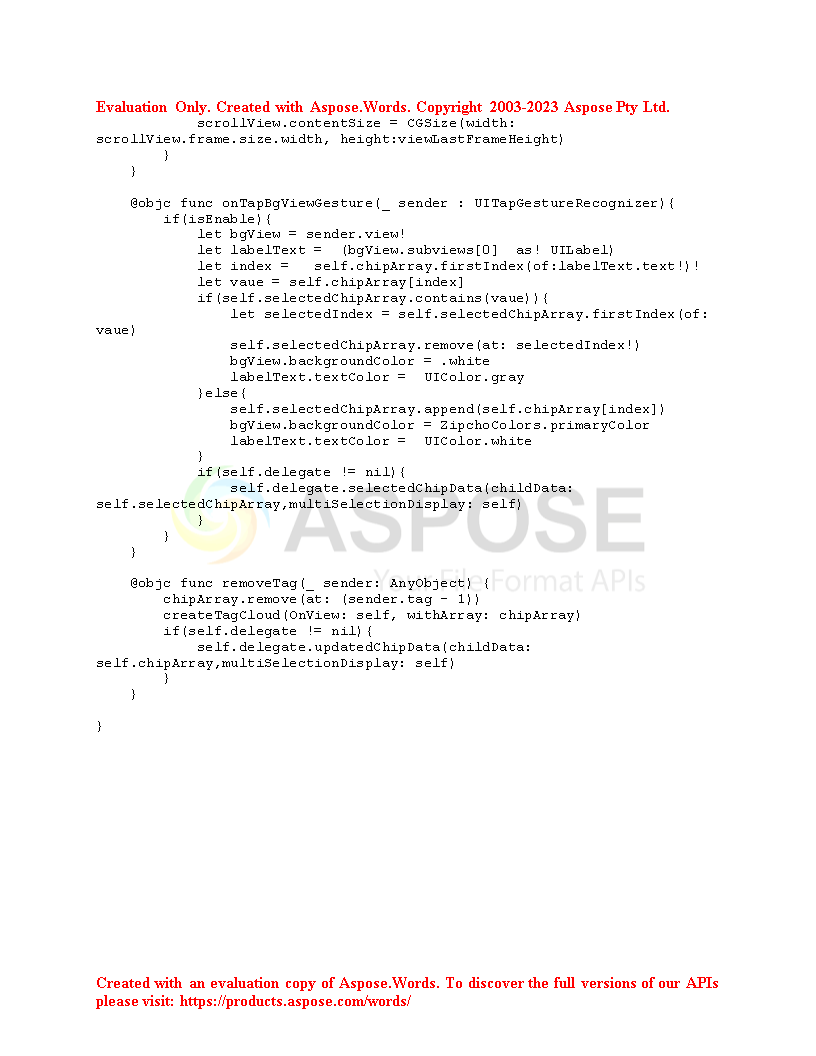 Evaluation Only. Created with Aspose.Words. Copyright 2003-2023 Aspose Pty Ltd.
            scrollView.contentSize = CGSize(width:
scrollView.frame.size.width, height:viewLastFrameHeight)
        }
    }

    @objc func onTapBgViewGesture(_ sender : UITapGestureRecognizer){
        if(isEnable){
            let bgView = sender.view!
            let labelText =  (bgView.subviews[0]  as! UILabel)
            let index =   self.chipArray.firstIndex(of:labelText.text!)!
            let vaue = self.chipArray[index]
            if(self.selectedChipArray.contains(vaue)){
                let selectedIndex = self.selectedChipArray.firstIndex(of:
vaue)
                self.selectedChipArray.remove(at: selectedIndex!)
                bgView.backgroundColor = .white
                labelText.textColor =  UIColor.gray
            }else{
                self.selectedChipArray.append(self.chipArray[index])
                bgView.backgroundColor = ZipchoColors.primaryColor
                labelText.textColor =  UIColor.white
            }
            if(self.delegate != nil){
                self.delegate.selectedChipData(childData:
self.selectedChipArray,multiSelectionDisplay: self)
            }
        }
    }
ASPOSE
Your File Format APIs

    @objc func removeTag(_ sender: AnyObject) {
        chipArray.remove(at: (sender.tag - 1))
        createTagCloud(OnView: self, withArray: chipArray)
        if(self.delegate != nil){
            self.delegate.updatedChipData(childData:
self.chipArray,multiSelectionDisplay: self)
        }
    }

}
Created with an evaluation copy of Aspose.Words. To discover the full versions of our APIs
please visit: https://products.aspose.com/words/